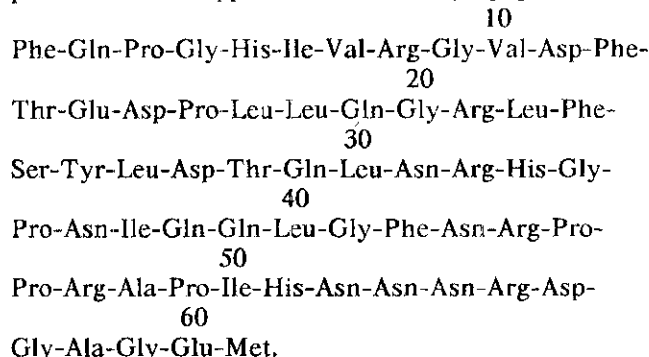 10
Phe-Gln-Pro-Gly-His-Ile-Val-Arg-Gly-Val-Asp-Phe-
20
Thr-Glu-Asp-Pro-Leu-Leu-Gln-Gly-Arg-Leu-Phe-
30
Ser-Tyr-Leu-Asp-Thr-Gln-Leu-Asn-Arg-His-Gly-
40
Pro-Asn-Ile-Gln-Gln-Leu-Gly-Phe-Asn-Arg-Pro-
50
Pro-Arg-Ala-Pro-Ile-His-Asn-Asn-Asn-Arg-Asp-
60
Gly-Ala-Gly-Glu-Met.